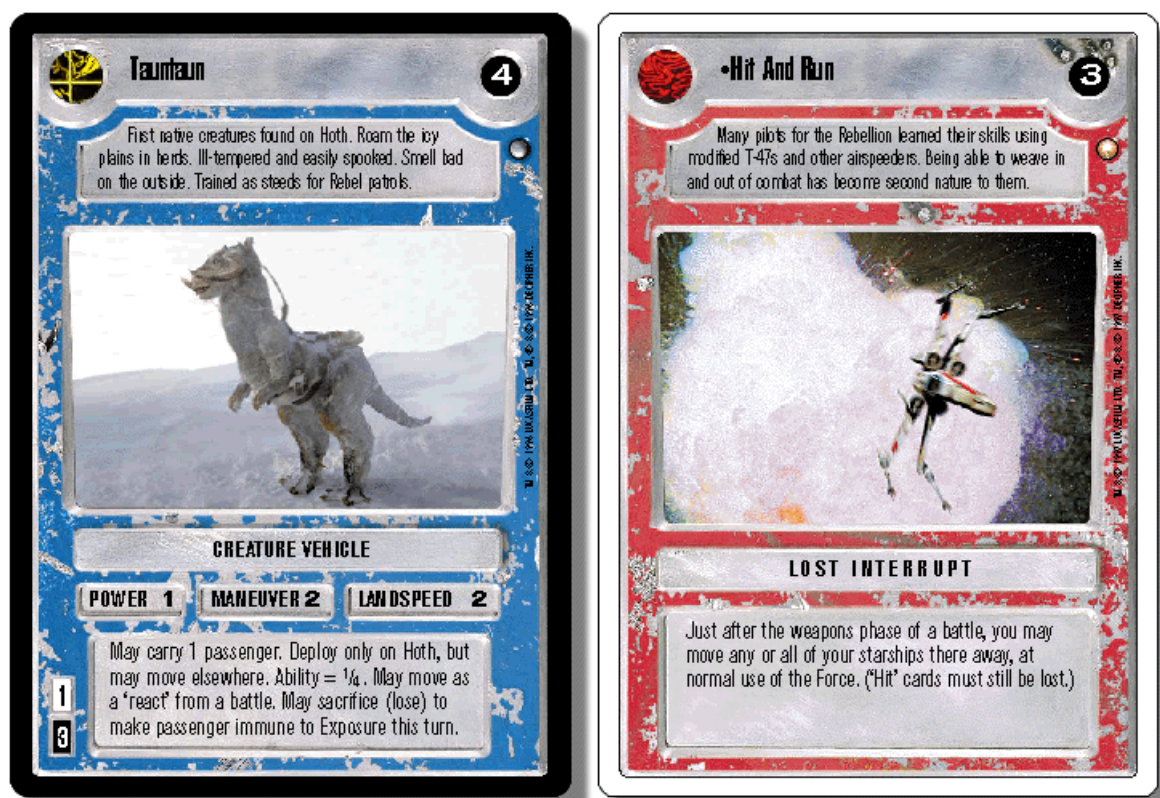 Tauntaun
4
First native creatures found on Hoth. Roam the icy
plains in herds. Ill-tempered and easily spooked. Smell bad
on the outside. Trained as steeds for Rebel patrols.
CREATURE VEHICLE
POWER 1 MANEUVER 2 LANDSPEED 2
May carry 1 passenger. Deploy only on Hoth, but
may move elsewhere. Ability = 1/4. May move as
a 'react' from a battle. May sacrifice (lose) to
make passenger immune to Exposure this turn.
1
3
•Hit And Run
3
Many pilots for the Rebellion learned their skills using
modified T-47s and other airspeeders. Being able to weave in
and out of combat has become second nature to them.
LOST INTERRUPT
Just after the weapons phase of a battle, you may
move any or all of your starships there away, at
normal use of the Force. ('Hit' cards must still be lost.)